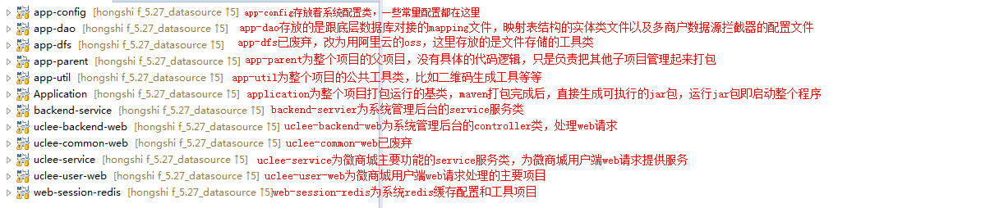 app-config [hongshi f_5.27_datasource ↑5] app-config存放着系统配置类，一些常量配置都在这里
app-dao [hongshi f_5.27_datasource ↑5] app-dao存放的是跟底层数据库对接的mapping文件，映射表结构的实体类文件以及多商户数据源拦截器的配置文件
app-dfs [hongshi f_5.27_datasource ↑5] app-dfs已废弃，改为用阿里云的oss，这里存放的是文件存储的工具类
app-parent [hongshi f_5.27_datasource ↑5] app-parent为整个项目的父项目，没有具体的代码逻辑，只是负责把其他子项目管理起来打包
app-util [hongshi f_5.27_datasource ↑5] app-util为整个项目的公共工具类，比如二维码生成工具等等
Application [hongshi f_5.27_datasource ↑5] application为整个项目打包运行的基类，maven打包完成后，直接生成可执行的jar包，运行jar包即启动整个程序
backend-service [hongshi f_5.27_datasource ↑5] backend-servier为系统管理后台的service服务类
uclee-backend-web [hongshi f_5.27_datasource ↑5] uclee-backend-web为系统管理后台的controller类，处理web请求
uclee-common-web [hongshi f_5.27_datasource ↑5] uclee-common-web已废弃
uclee-service [hongshi f_5.27_datasource ↑5] uclee-service为微商城主要功能的service服务类，为微商城用户端web请求提供服务
uclee-user-web [hongshi f_5.27_datasource ↑5] uclee-user-web为微商城用户端web请求处理的主要项目
web-session-redis [hongshi f_5.27_datasource ↑5]web-session-redis为系统redis缓存配置和工具项目